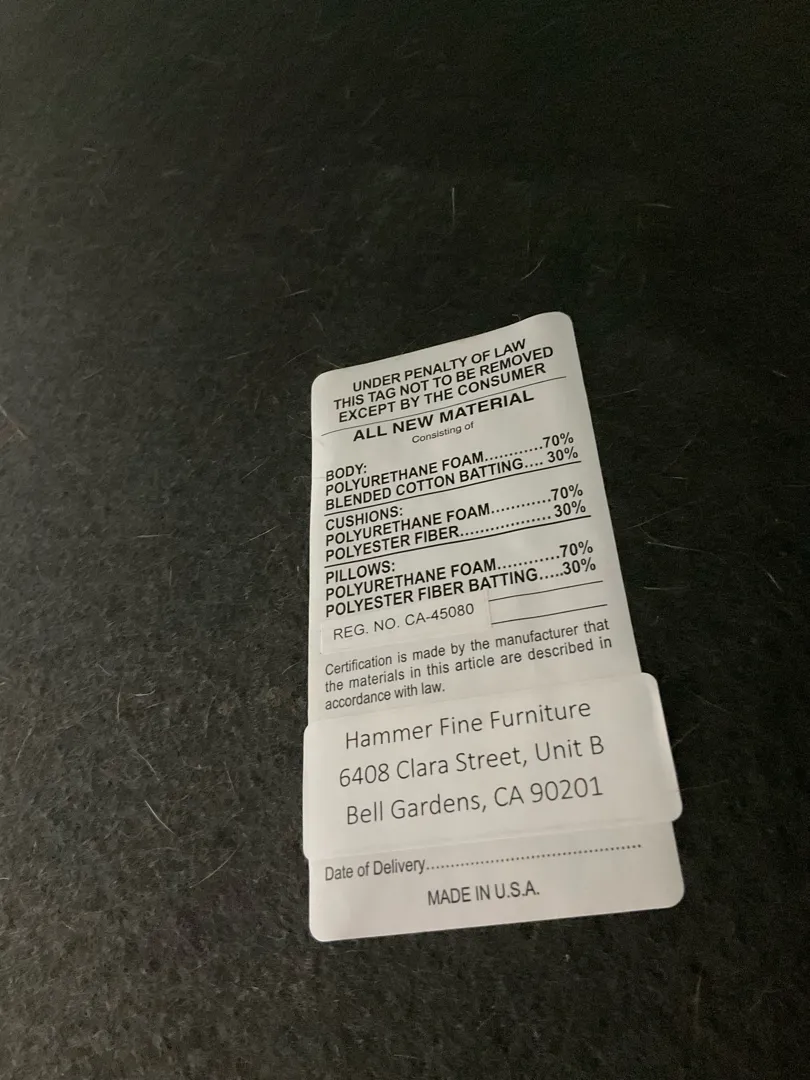 UNDER PENALTY OF LAW
THIS TAG NOT TO BE REMOVED
EXCEPT BY THE CONSUMER
ALL NEW MATERIAL
Consisting of
BODY:
POLYURETHANE FOAM...........70%
BLENDED COTTON BATTING.... 30%
CUSHIONS:
POLYURETHANE FOAM...........70%
POLYESTER FIBER.................30%
PILLOWS:
POLYURETHANE FOAM...........70%
POLYESTER FIBER BATTING.....30%
REG. NO. CA-45080
Certification is made by the manufacturer that
the materials in this article are described in
accordance with law.
Hammer Fine Furniture
6408 Clara Street, Unit B
Bell Gardens, CA 90201
Date of Delivery..........................................
MADE IN U.S.A.